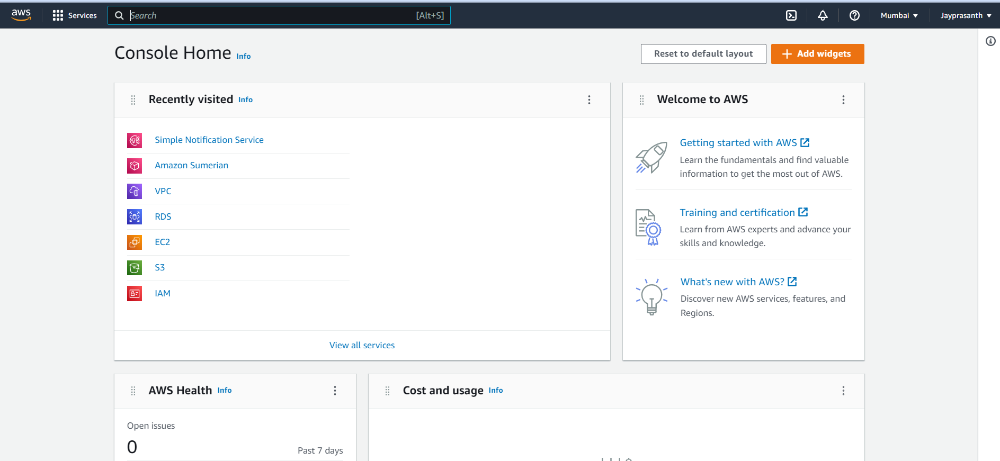 aws
Services
Search
[Alt+S]
Mumbai
Jayprasanth
Console Home Info
Reset to default layout
Add widgets
Recently visited Info
Simple Notification Service
Amazon Sumerian
VPC
RDS
EC2
S3
IAM
View all services
Welcome to AWS
Getting started with AWS
Learn the fundamentals and find valuable
information to get the most out of AWS.
Training and certification
Learn from AWS experts and advance your
skills and knowledge.
What's new with AWS?
Discover new AWS services, features, and
Regions.
AWS Health Info
Open issues
0
Past 7 days
Cost and usage Info